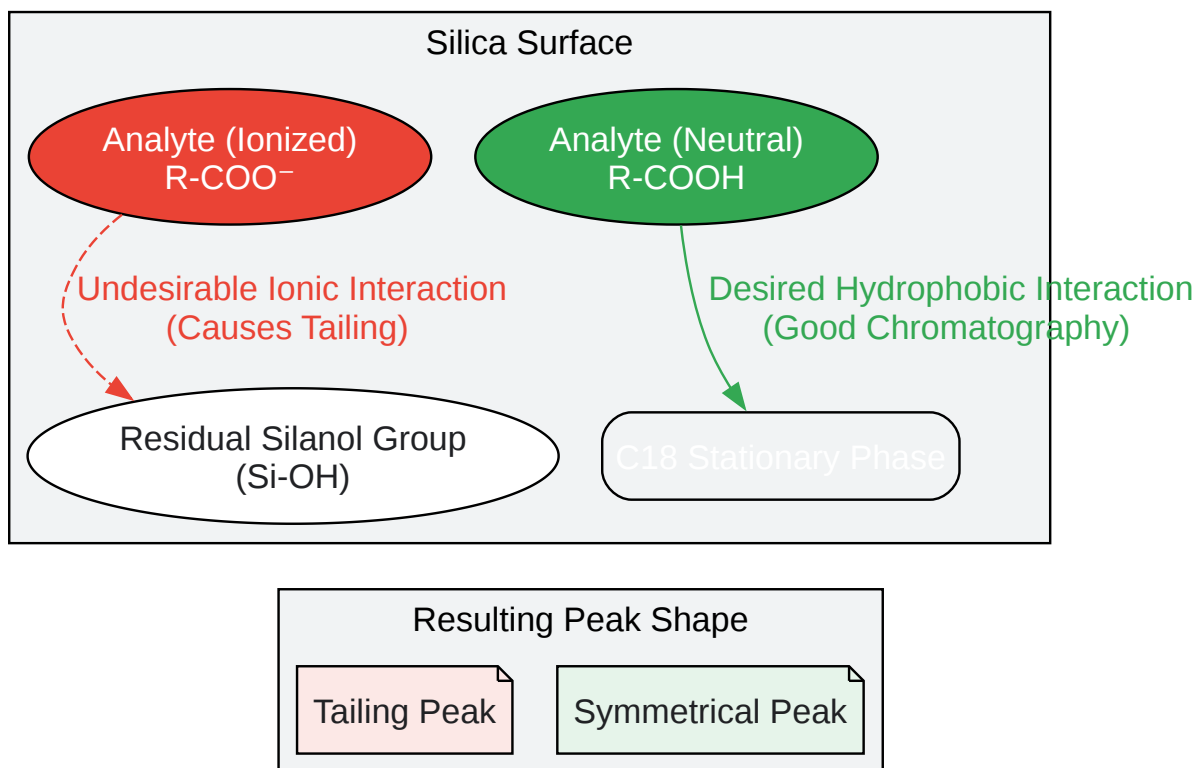 Silica Surface
Analyte (Ionized)
R-COO⁻
Analyte (Neutral)
R-COOH
Undesirable Ionic Interaction
(Causes Tailing)
Desired Hydrophobic Interaction
(Good Chromatography)
Residual Silanol Group
(Si-OH)
C18 Stationary Phase
Resulting Peak Shape
Tailing Peak
Symmetrical Peak